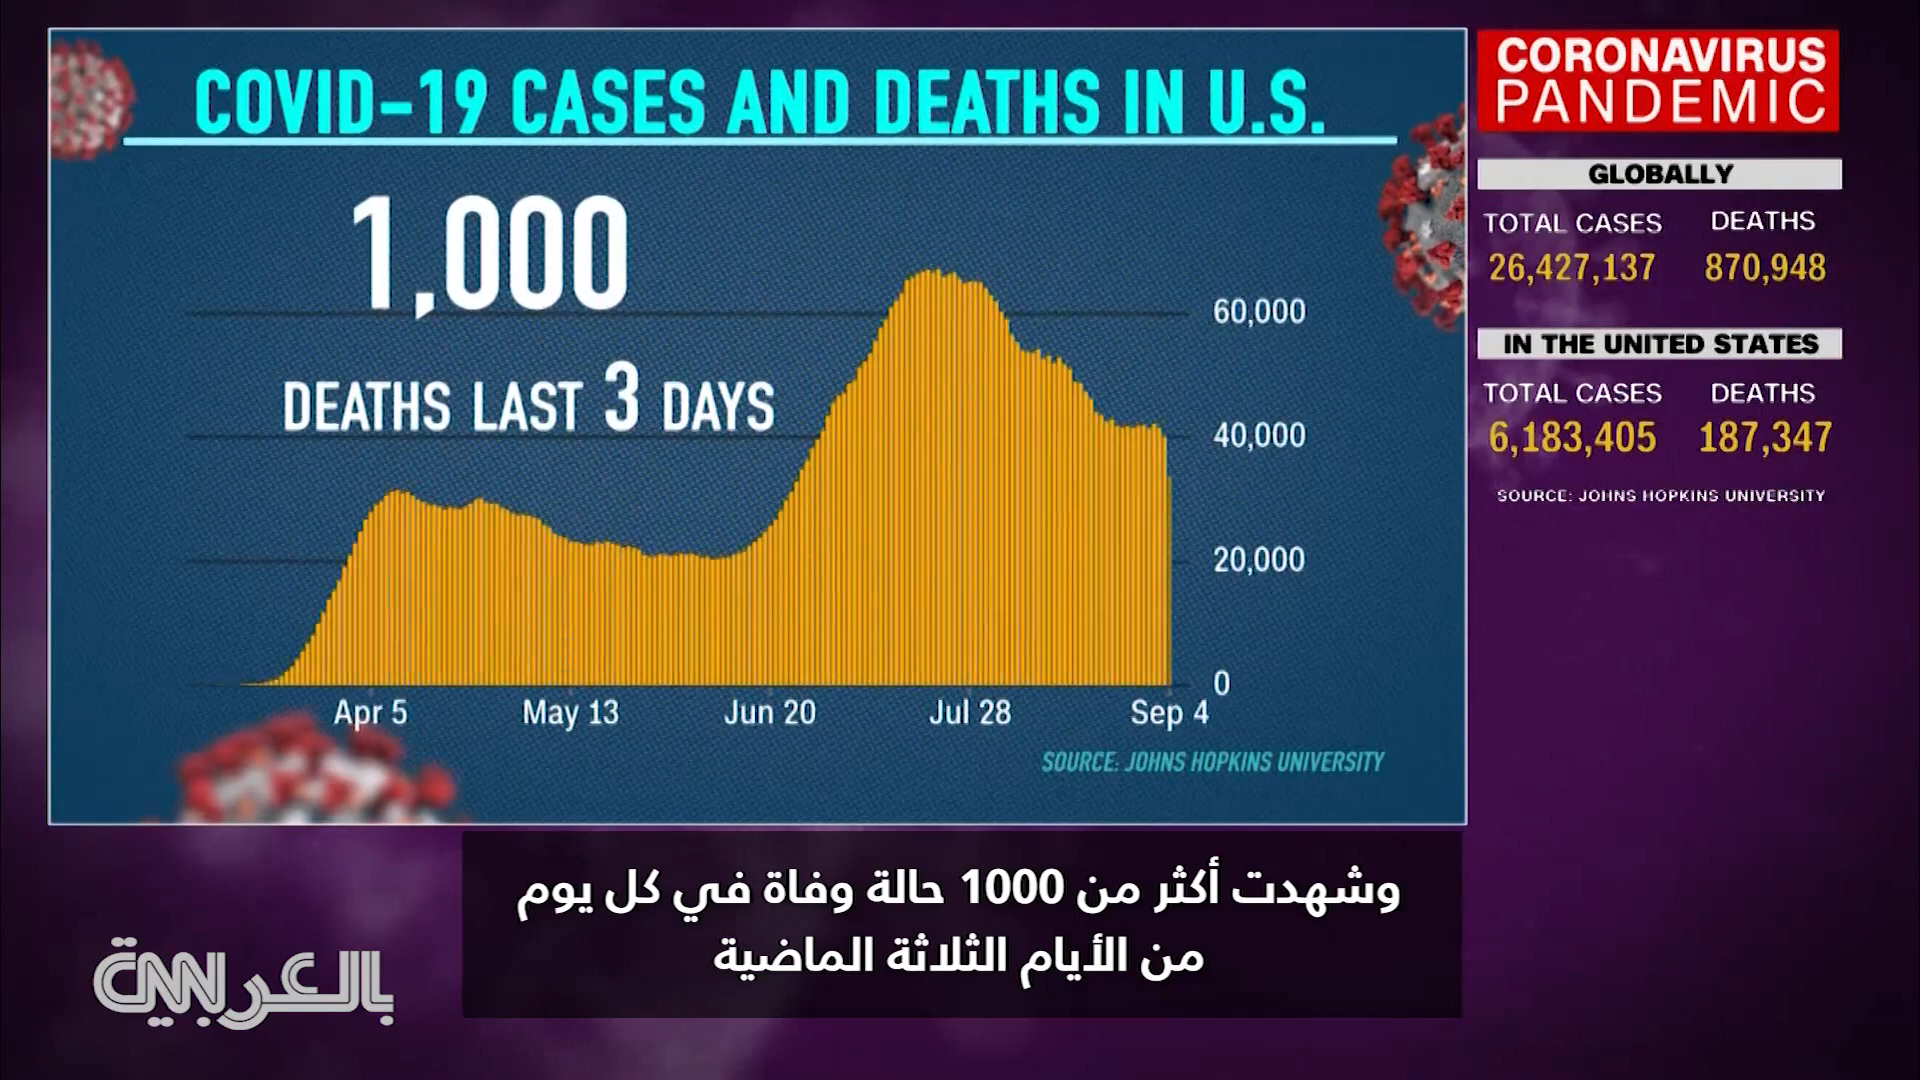 COVID-19 CASES AND DEATHS IN U.S.
1,000
DEATHS LAST 3 DAYS
60,000
40,000
20,000
0
Apr 5 May 13 Jun 20 Jul 28 Sep 4
SOURCE: JOHNS HOPKINS UNIVERSITY
CORONAVIRUS
PANDEMIC
GLOBALLY
TOTAL CASES DEATHS
26,427,137 870,948
IN THE UNITED STATES
TOTAL CASES DEATHS
6,183,405 187,347
SOURCE: JOHNS HOPKINS UNIVERSITY
وشهدت أكثر من 1000 حالة وفاة في كل يوم
من الأيام الثلاثة الماضية
CNN بالعربية